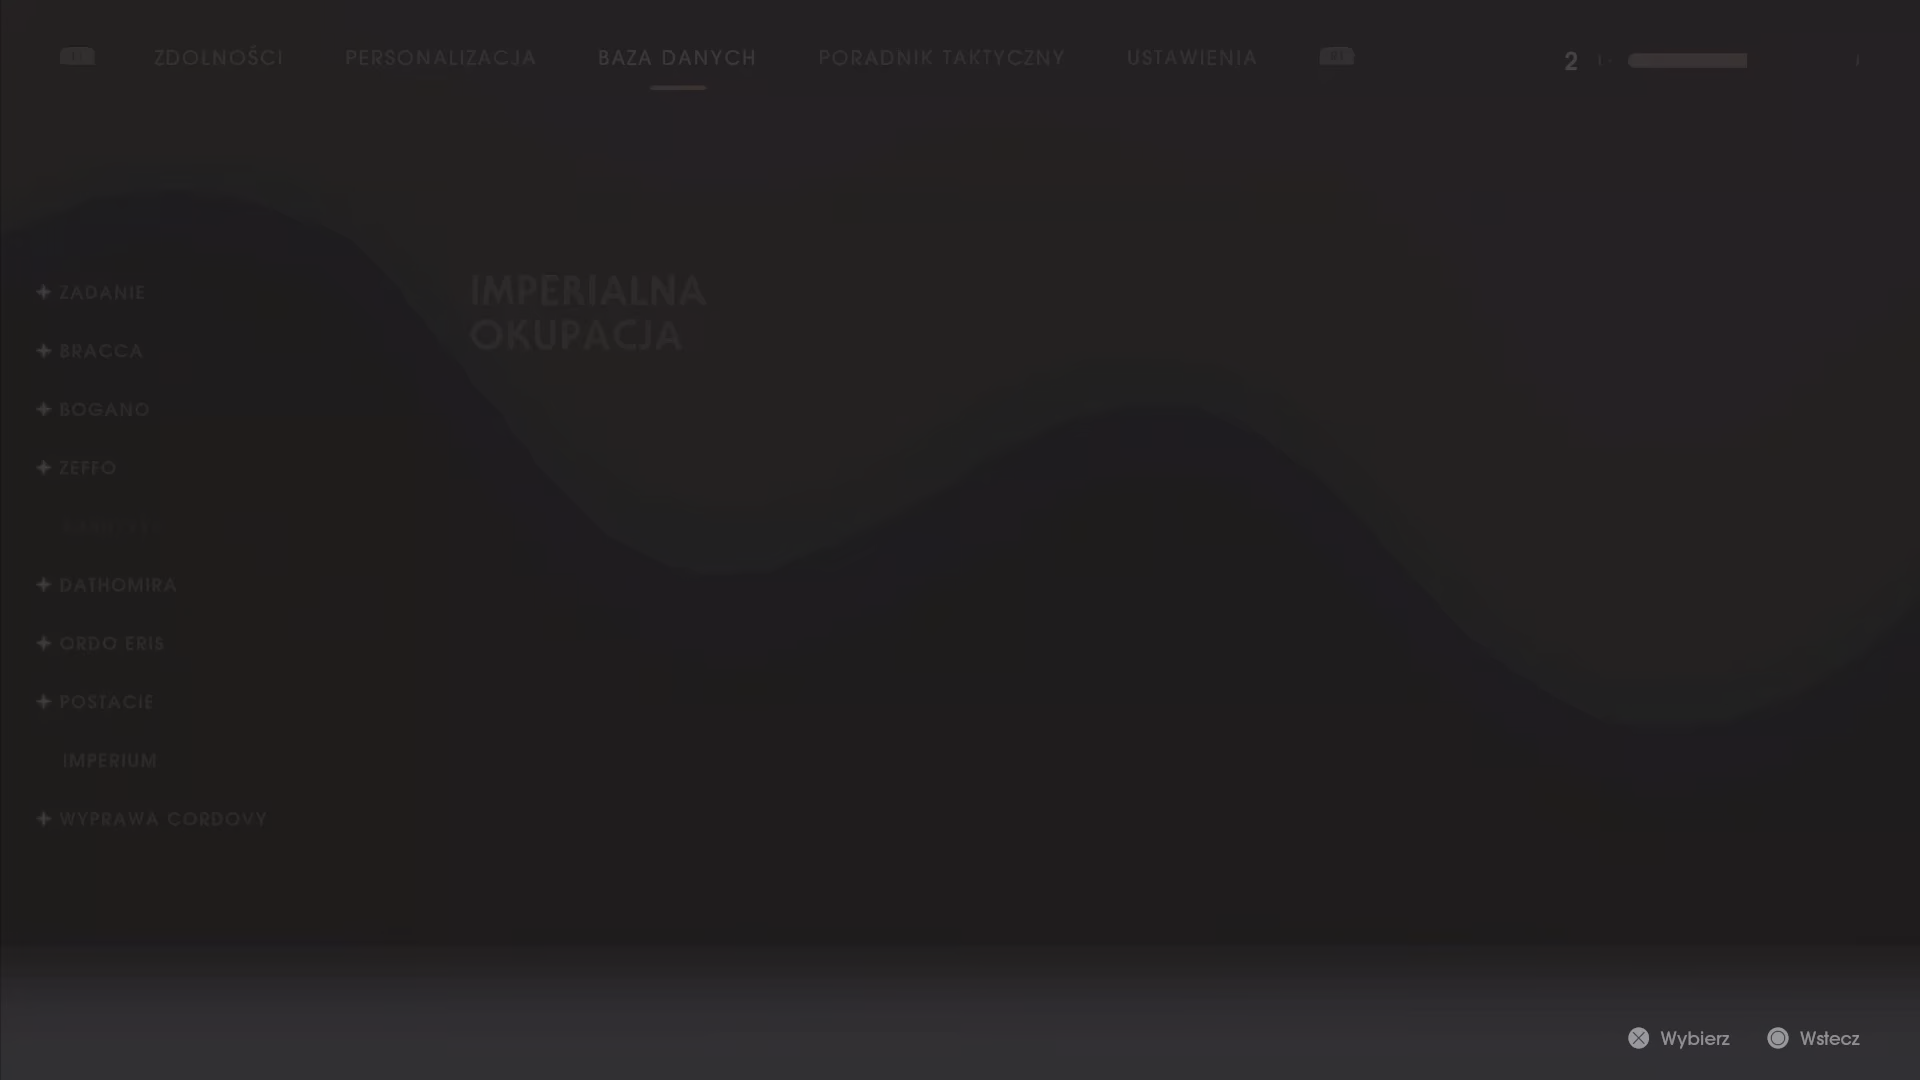 ZDOLNOŚCI PERSONALIZACJA BAZA DANYCH PORADNIK TAKTYCZNY USTAWIENIA 2
IMPERIALNA
OKUPACJA
ZADANIE
BRACCA
BOGANO
ZEFFO
DATHOMIRA
ORDO ERIS
POSTACIE
IMPERIUM
WYPRAWA CORDOVY
Wybierz Wstecz